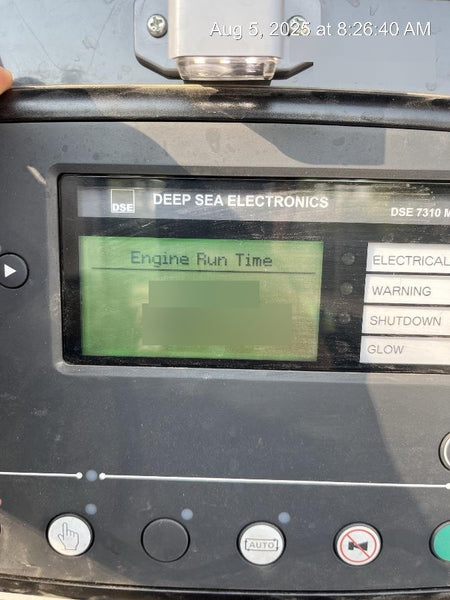 Aug 5, 2025 at 8:26:40 AM
DSE
DEEP SEA ELECTRONICS
DSE 7310 M
Engine Run Time
ELECTRICAL
WARNING
SHUTDOWN
GLOW
AUTO